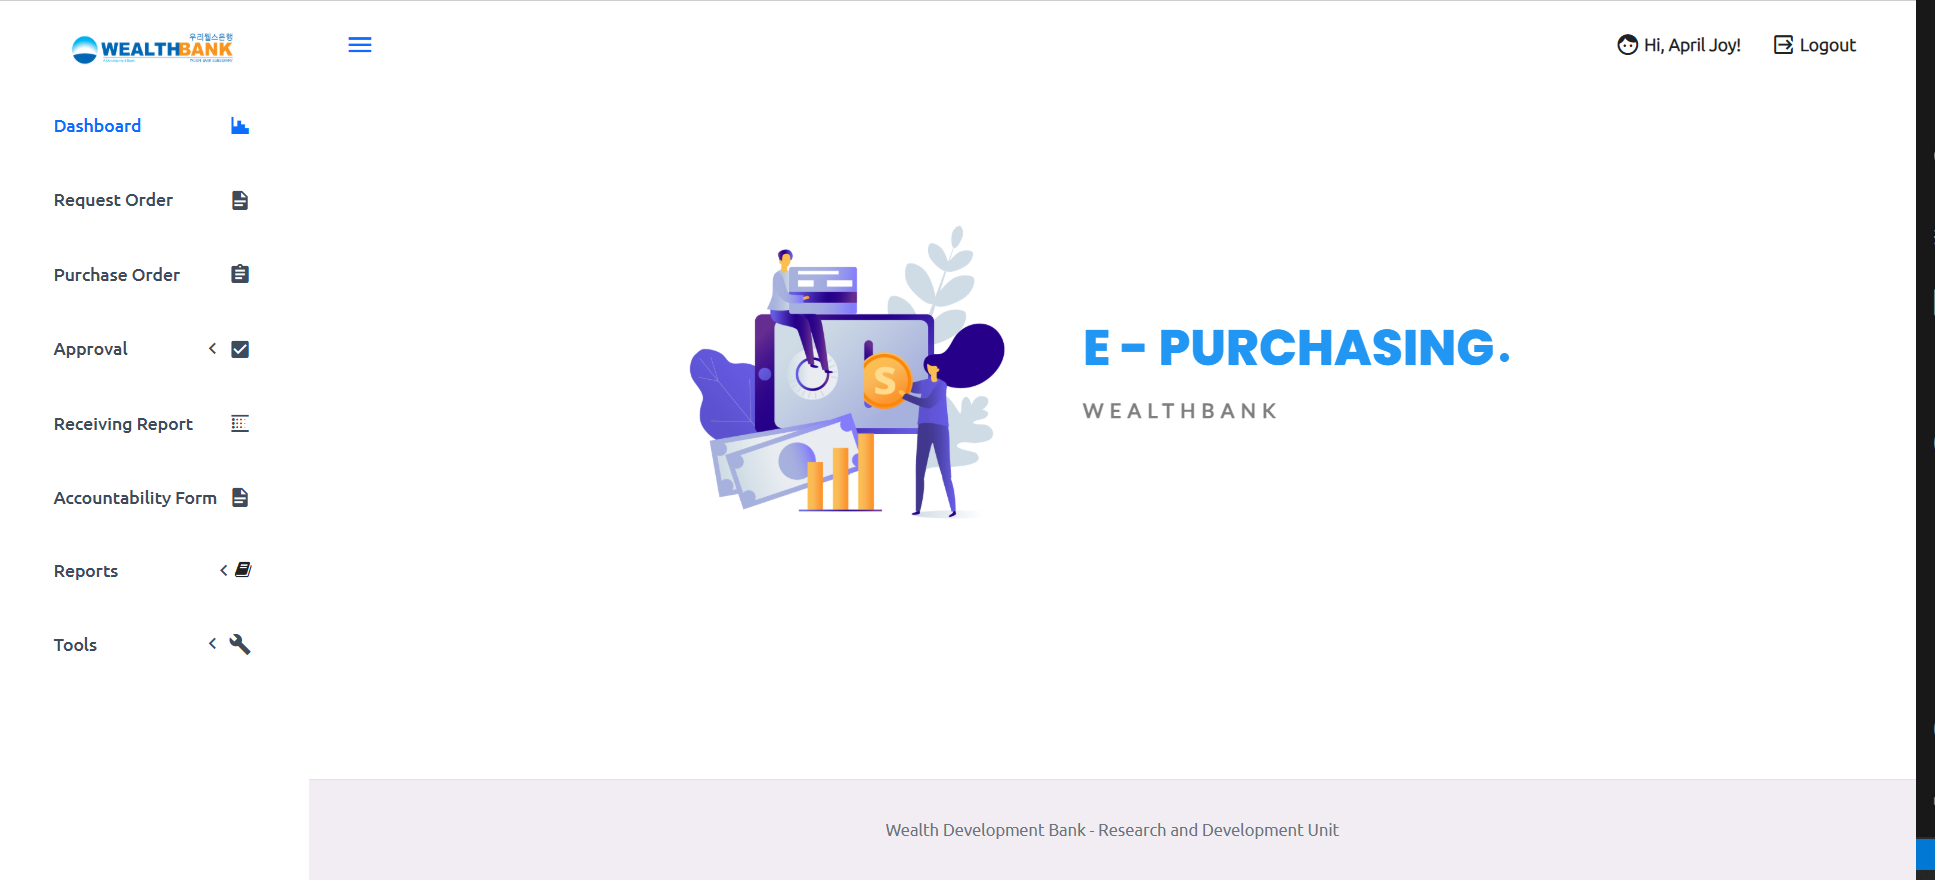 우리웰스은행
WEALTHBANK
Hi, April Joy!
Logout
Dashboard
Request Order
Purchase Order
Approval
Receiving Report
Accountability Form
Reports
Tools
E - PURCHASING.
WEALTHBANK
Wealth Development Bank - Research and Development Unit